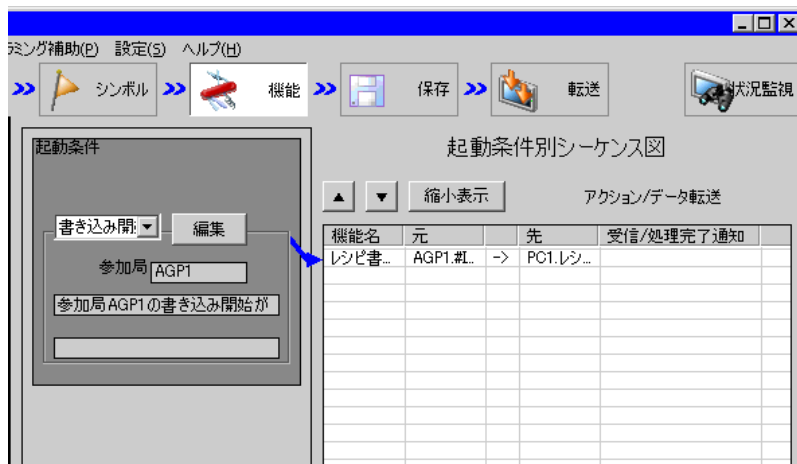 ラミング補助(P) 設定(S) ヘルプ(H)
シンボル 機能 保存 転送 状況監視
起動条件
起動条件別シーケンス図
縮小表示
アクション/データ転送
書き込み開
編集
参加局 AGP1
参加局AGP1の書き込み開始が
機能名 元 先 受信/処理完了通知
レシピ書... AGP1.#I... -> PC1.レシ...